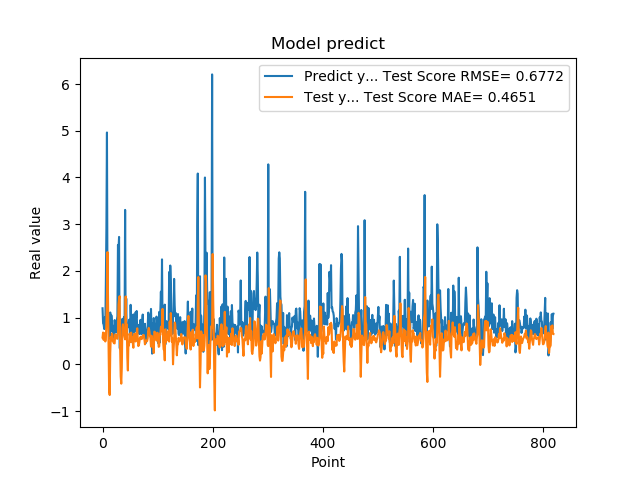 Model predict
Predict y... Test Score RMSE= 0.6772
Test y... Test Score MAE= 0.4651
Real value
6
5
4
3
2
1
0
−1
0 200 400 600 800
Point